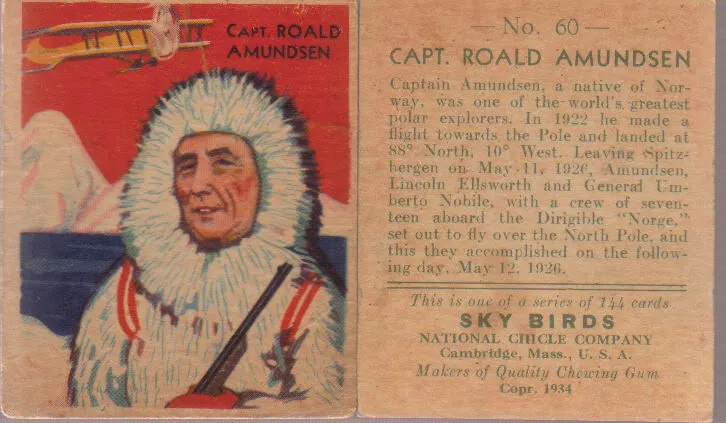 CAPT. ROALD
AMUNDSEN
— No. 60 —
CAPT. ROALD AMUNDSEN
Captain Amundsen, a native of Nor-
way, was one of the world's greatest
polar explorers. In 1922 he made a
flight towards the Pole and landed at
88° North, 10° West. Leaving Spitz-
bergen on May 11, 1926, Amundsen,
Lincoln Ellsworth and General Um-
berto Nobile, with a crew of seven-
teen aboard the Dirigible "Norge,"
set out to fly over the North Pole, and
this they accomplished on the follow-
ing day, May 12, 1926.
This is one of a series of 144 cards
SKY BIRDS
NATIONAL CHICLE COMPANY
Cambridge, Mass., U. S. A.
Makers of Quality Chewing Gum
Copr. 1934